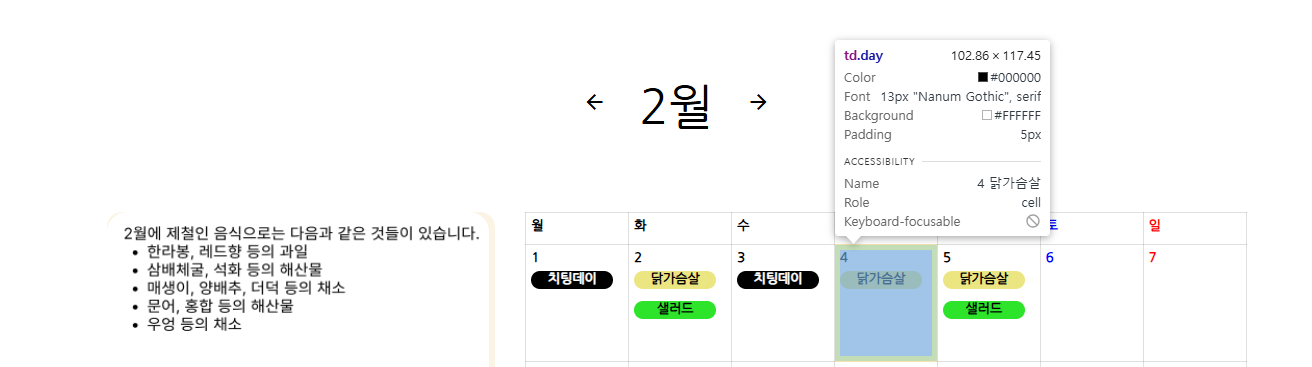 td.day 102.86 × 117.45
Color #000000
Font 13px "Nanum Gothic", serif
Background #FFFFFF
Padding 5px
ACCESSIBILITY
Name 4 닭가슴살
Role cell
Keyboard-focusable
← 2월 →
2월에 제철인 음식으로는 다음과 같은 것들이 있습니다.
• 한라봉, 레드향 등의 과일
• 삼배체굴, 석화 등의 해산물
• 매생이, 양배추, 더덕 등의 채소
• 문어, 홍합 등의 해산물
• 우엉 등의 채소
월 화 수 토 일
1 2 3 4 5 6 7
치팅데이 닭가슴살 치팅데이 닭가슴살 닭가슴살
샐러드 샐러드